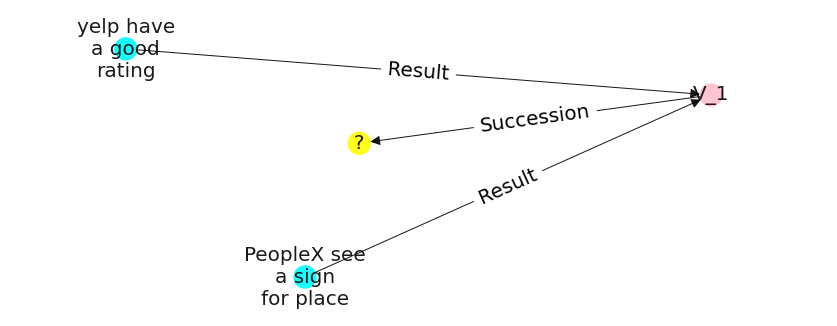 yelp have
a good
rating
Result
V_1
Succession
?
Result
PeopleX see
a sign
for place